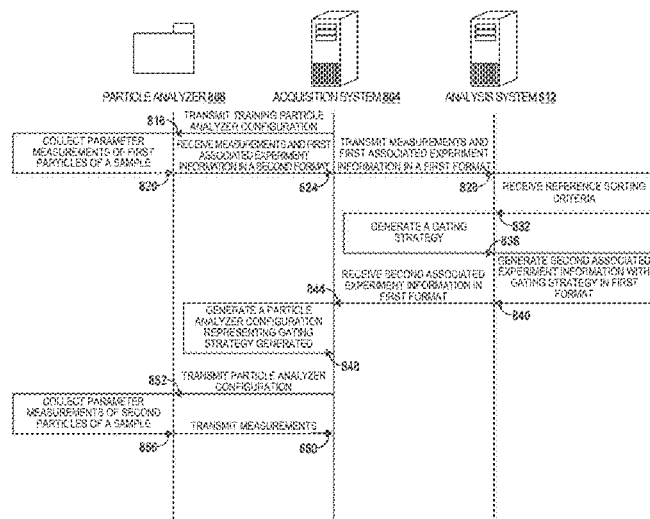 PARTICLE ANALYZER 808
ACQUISITION SYSTEM 804
ANALYSIS SYSTEM 812
816
TRANSMIT TRAINING PARTICLE
ANALYZER CONFIGURATION
COLLECT PARAMETER
MEASUREMENTS OF FIRST
PARTICLES OF A SAMPLE
820
RECEIVE MEASUREMENTS AND FIRST
ASSOCIATED EXPERIMENT
INFORMATION IN A SECOND FORMAT
824
TRANSMIT MEASUREMENTS AND
FIRST ASSOCIATED EXPERIMENT
INFORMATION IN A FIRST FORMAT
828
RECEIVE REFERENCE SORTING
CRITERIA
832
GENERATE A GATING
STRATEGY
836
GENERATE SECOND ASSOCIATED
EXPERIMENT INFORMATION WITH
GATING STRATEGY IN FIRST
FORMAT
840
844
RECEIVE SECOND ASSOCIATED
EXPERIMENT INFORMATION IN
FIRST FORMAT
GENERATE A PARTICLE
ANALYZER CONFIGURATION
REPRESENTING GATING
STRATEGY GENERATED
848
852
TRANSMIT PARTICLE ANALYZER
CONFIGURATION
COLLECT PARAMETER
MEASUREMENTS OF SECOND
PARTICLES OF A SAMPLE
856
TRANSMIT MEASUREMENTS
860